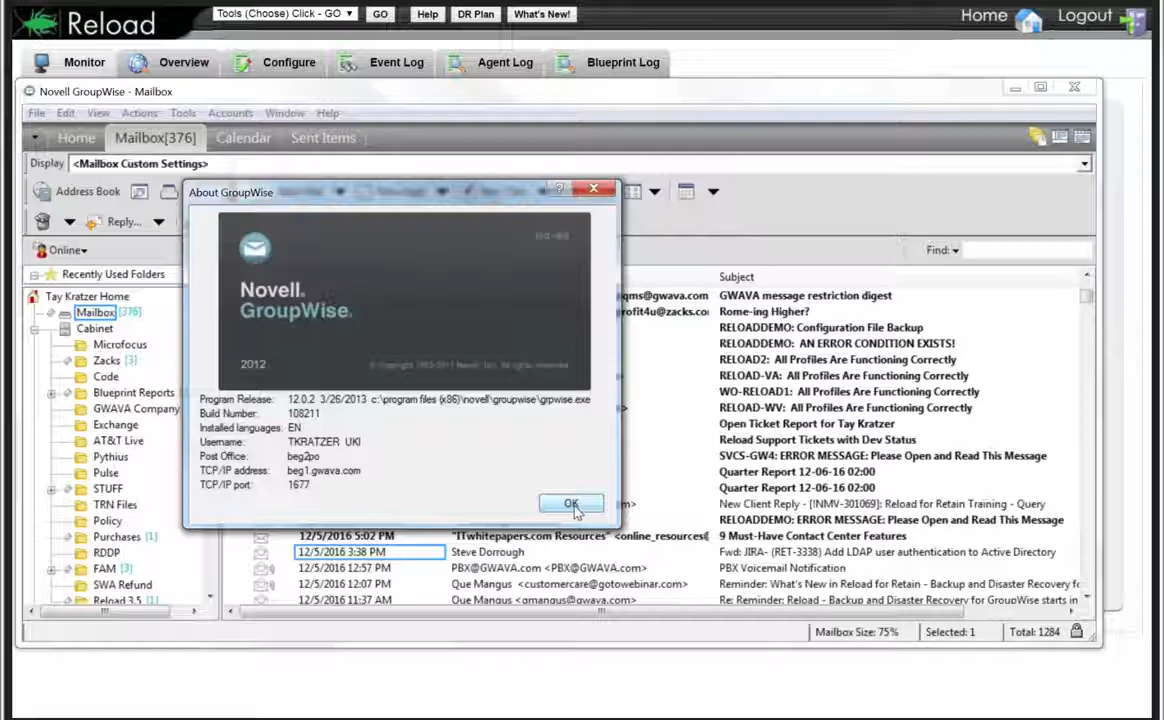 Reload
Tools (Choose) Click - GO
GO
Help
DR Plan
What's New!
Home
Logout
Monitor
Overview
Configure
Event Log
Agent Log
Blueprint Log
Novell GroupWise - Mailbox
File Edit View Actions Tools Accounts Window Help
Home
Mailbox[376]
Calendar
Sent Items
Display
<Mailbox Custom Settings>
Address Book
About GroupWise
Reply...
Online
Find:
Recently Used Folders
Tay Kratzer Home
Mailbox [376]
Cabinet
Microfocus
Zacks [3]
Code
Blueprint Reports
GWAVA Company
Exchange
AT&T Live
Pythius
Pulse
STUFF
TRN Files
Policy
Purchases [1]
RDDP
FAM [3]
SWA Refund
Reload 3.5 [1]
Novell.
GroupWise.
2012
Program Release: 12.0.2 3/26/2013 c:\program files (x86)\novell\groupwise\grpwise.exe
Build Number: 108211
Installed languages: EN
Username: TKRATZER UKI
Post Office: beg2po
TCP/IP address: beg1.gwava.com
TCP/IP port: 1677
OK
Subject
qms@gwava.com GWAVA message restriction digest
rofit4u@zacks.co Rome-ing Higher?
RELOADDEMO: Configuration File Backup
RELOADDEMO: AN ERROR CONDITION EXISTS!
RELOAD2: All Profiles Are Functioning Correctly
RELOAD-VA: All Profiles Are Functioning Correctly
WO-RELOAD1: All Profiles Are Functioning Correctly
RELOAD-WV: All Profiles Are Functioning Correctly
Open Ticket Report for Tay Kratzer
Reload Support Tickets with Dev Status
SVCS-GW4: ERROR MESSAGE: Please Open and Read This Message
Quarter Report 12-06-16 02:00
Quarter Report 12-06-16 02:00
New Client Reply - [!NMV-301069]: Reload for Retain Training - Query
RELOADDEMO: ERROR MESSAGE: Please Open and Read This Message
12/5/2016 5:02 PM "ITwhitepapers.com Resources" <online_resources@ 9 Must-Have Contact Center Features
12/5/2016 3:38 PM Steve Dorrough Fwd: JIRA- (RET-3338) Add LDAP user authentication to Active Directory
12/5/2016 12:57 PM PBX@GWAVA.com <PBX@GWAVA.com> PBX Voicemail Notification
12/5/2016 12:07 PM Que Mangus <customercare@gotowebinar.com> Reminder: What's New in Reload for Retain - Backup and Disaster Recovery fo
12/5/2016 11:37 AM Que Mangus <qmangus@gwava.com> Re: Reminder: Reload - Backup and Disaster Recovery for GroupWise starts in
Mailbox Size: 75%
Selected: 1
Total: 1284